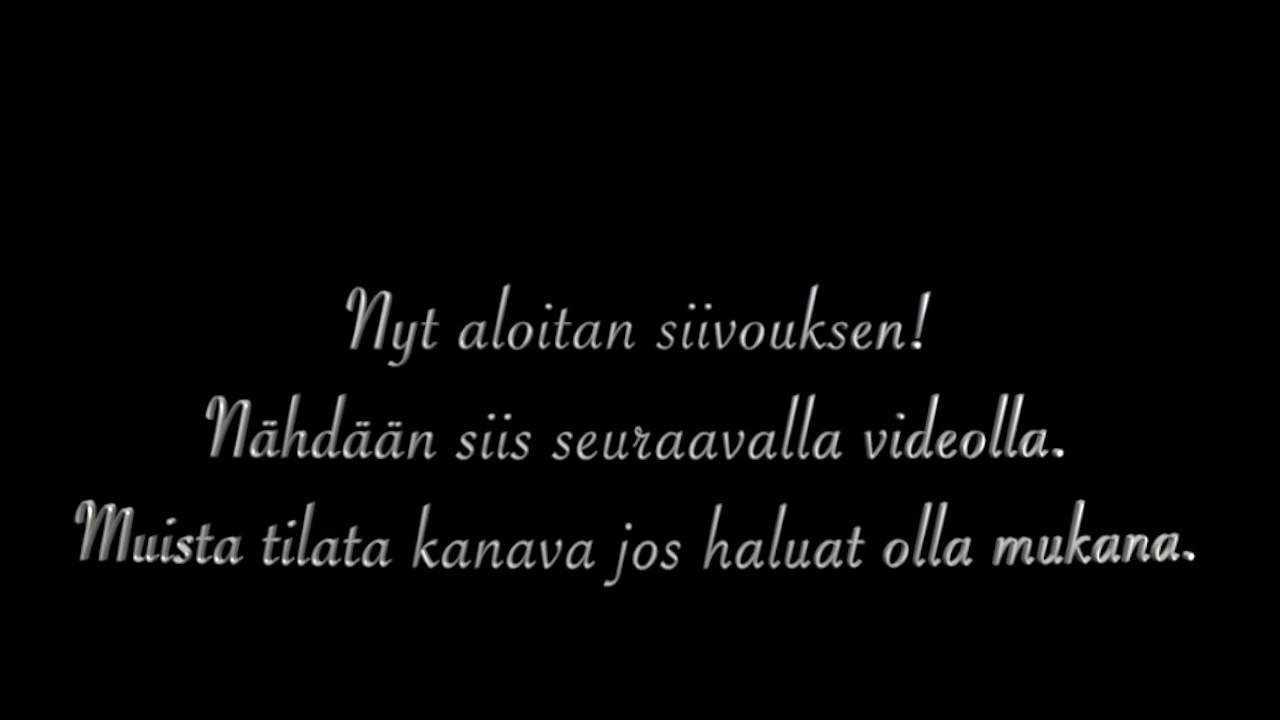 Nyt aloitan siivouksen!
Nähdään siis seuraavalla videolla.
Muista tilata kanava jos haluat olla mukana.